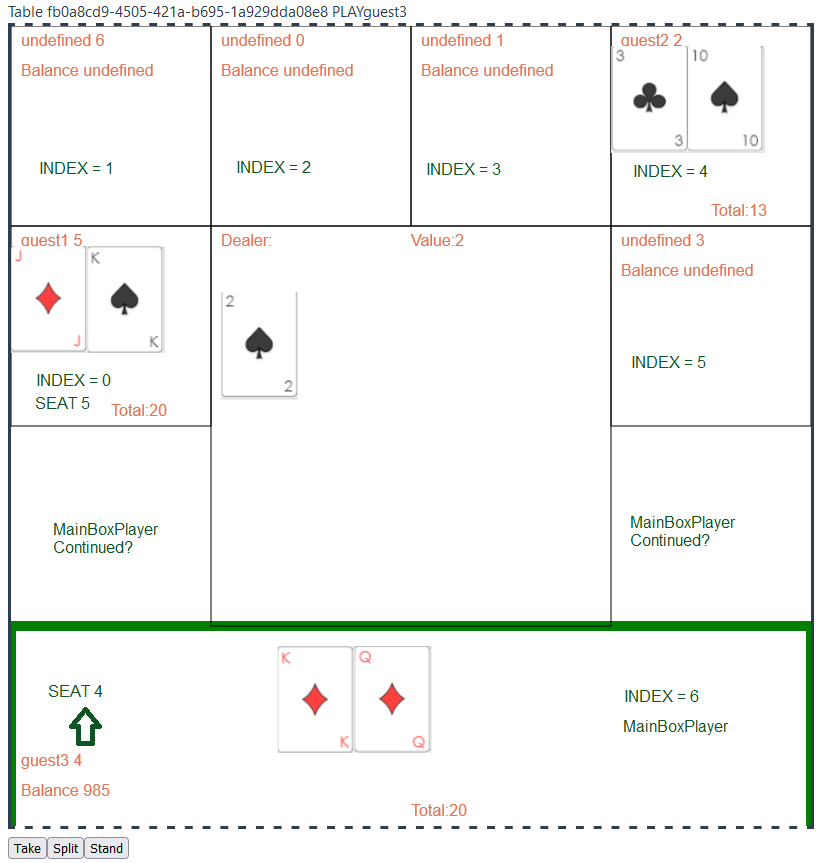 Table fb0a8cd9-4505-421a-b695-1a929dda08e8 PLAYguest3
undefined 6
Balance undefined
INDEX = 1
undefined 0
Balance undefined
INDEX = 2
undefined 1
Balance undefined
INDEX = 3
guest2 2
3
3
10
10
INDEX = 4
Total:13
guest1 5
J
J
K
K
INDEX = 0
SEAT 5
Total:20
Dealer:
Value:2
2
2
undefined 3
Balance undefined
INDEX = 5
MainBoxPlayer
Continued?
MainBoxPlayer
Continued?
SEAT 4
guest3 4
Balance 985
K
K
Q
Q
Total:20
INDEX = 6
MainBoxPlayer
Take
Split
Stand